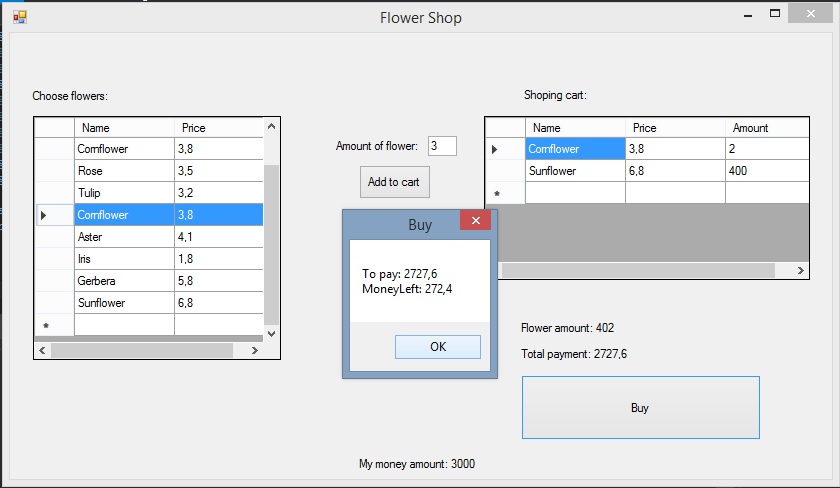 Flower Shop
Choose flowers:
Name Price
Cornflower 3,8
Rose 3,5
Tulip 3,2
Cornflower 3,8
Aster 4,1
Iris 1,8
Gerbera 5,8
Sunflower 6,8
*
Amount of flower: 3
Add to cart
Shoping cart:
Name Price Amount
Cornflower 3,8 2
Sunflower 6,8 400
*
Buy
To pay: 2727,6
MoneyLeft: 272,4
OK
Flower amount: 402
Total payment: 2727,6
Buy
My money amount: 3000